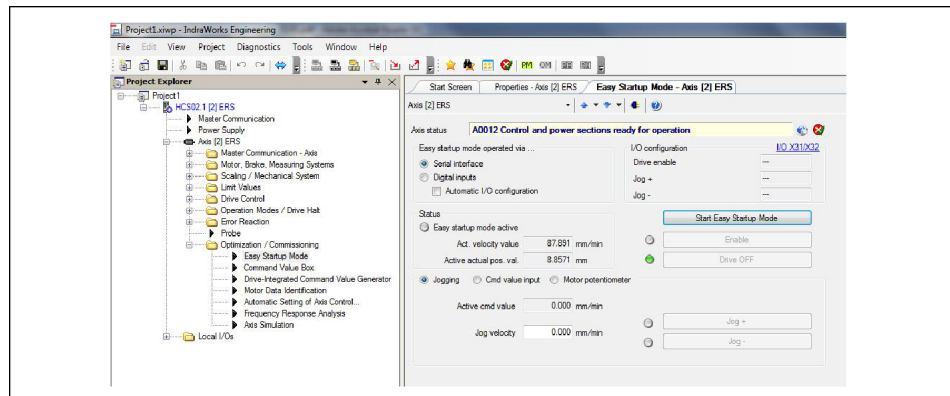 Project1.xiwp - IndraWorks Engineering
File Edit View Project Diagnostics Tools Window Help
PM OM
Project Explorer
Project1
HCS02.1 [2] ERS
Master Communication
Power Supply
Axis [2] ERS
Master Communication - Axis
Motor, Brake, Measuring Systems
Scaling / Mechanical System
Limit Values
Drive Control
Operation Modes / Drive Halt
Error Reaction
Probe
Optimization / Commissioning
Easy Startup Mode
Command Value Box
Drive-Integrated Command Value Generator
Motor Data Identification
Automatic Setting of Axis Control...
Frequency Response Analysis
Axis Simulation
Local I/Os
Start Screen Properties - Axis [2] ERS Easy Startup Mode - Axis [2] ERS
Axis [2] ERS
Axis status A0012 Control and power sections ready for operation
Easy startup mode operated via ...
Serial interface
Digital inputs
Automatic I/O configuration
I/O configuration I/O X31/X32
Drive enable ---
Jog + ---
Jog - ---
Status
Easy startup mode active
Act. velocity value 87.891 mm/min
Active actual pos. val. 8.8571 mm
Start Easy Startup Mode
Enable
Drive OFF
Jogging Cmd value input Motor potentiometer
Active cmd value 0.000 mm/min
Jog velocity 0.000 mm/min
Jog +
Jog -